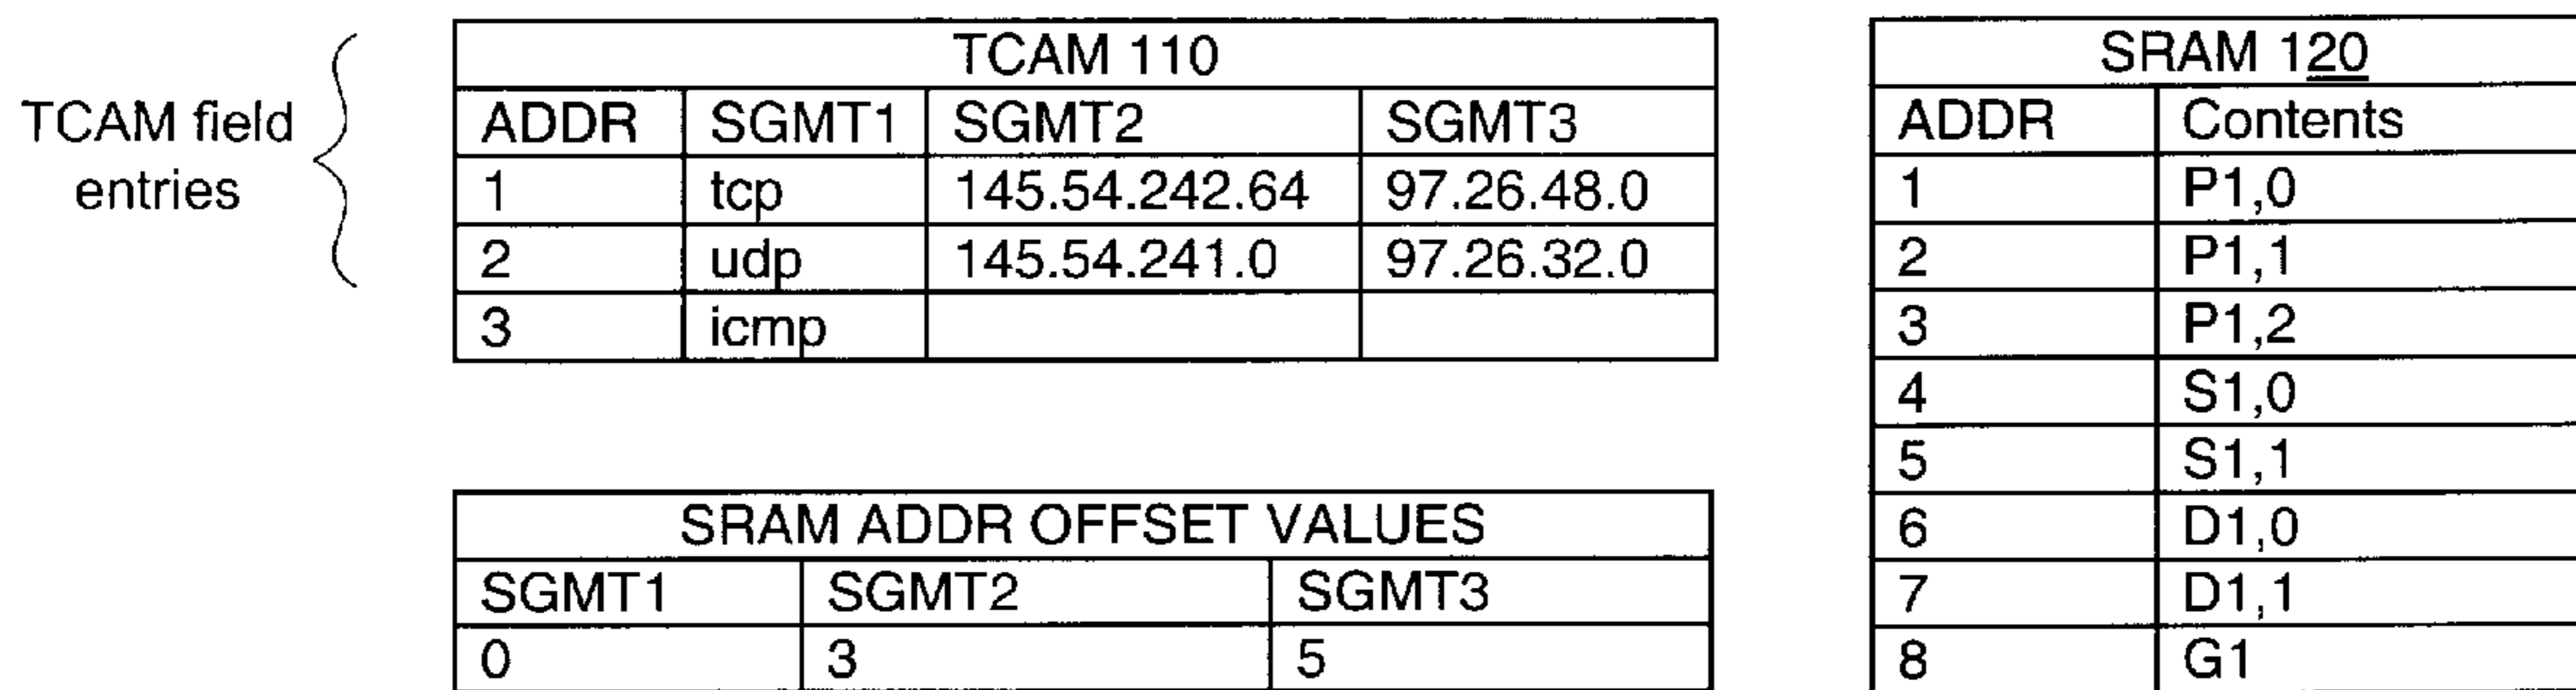 TCAM field
entries
TCAM 110
ADDR SGMT1 SGMT2 SGMT3
1 tcp 145.54.242.64 97.26.48.0
2 udp 145.54.241.0 97.26.32.0
3 icmp
SRAM ADDR OFFSET VALUES
SGMT1 SGMT2 SGMT3
0 3 5
SRAM 120
ADDR Contents
1 P1,0
2 P1,1
3 P1,2
4 S1,0
5 S1,1
6 D1,0
7 D1,1
8 G1